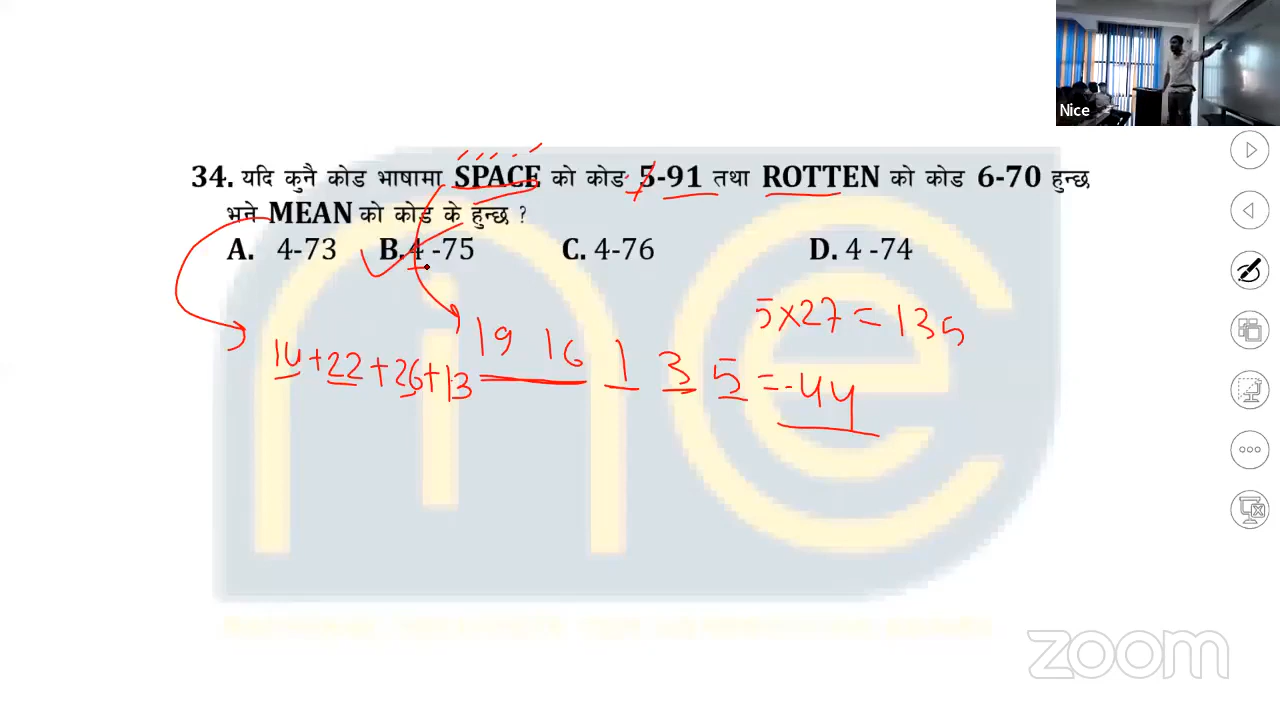 Nice
34. यदि कुनै कोड भाषामा SPACE को कोड 5-91 तथा ROTTEN को कोड 6-70 हुन्छ
भने MEAN को कोड के हुन्छ ?
A. 4-73 B. 4 -75 C. 4-76 D. 4 -74
5×27 = 135
14+22+26+13 19 16 1 3 5 = 44
zoom